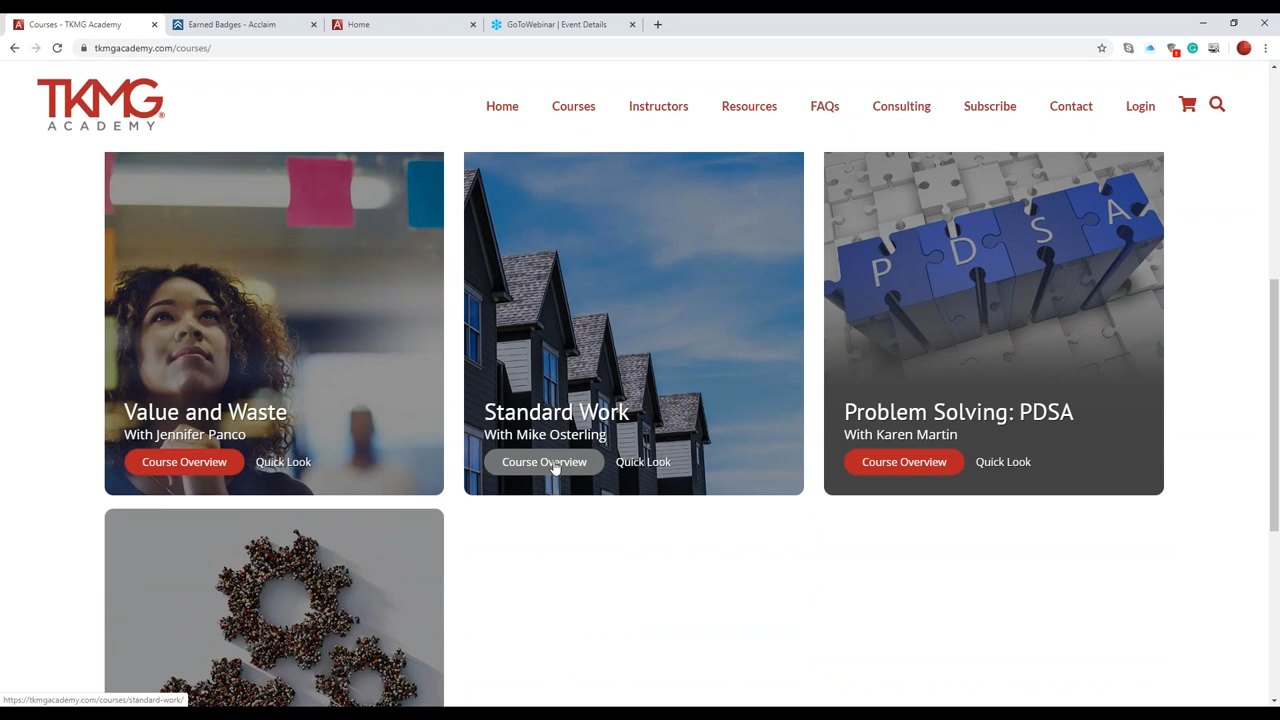 Courses - TKMG Academy
Earned Badges - Acclaim
Home
GoToWebinar | Event Details
tkmgacademy.com/courses/
TKMG
ACADEMY
Home
Courses
Instructors
Resources
FAQs
Consulting
Subscribe
Contact
Login
PDSA
Value and Waste
With Jennifer Panco
Course Overview
Quick Look
Standard Work
With Mike Osterling
Course Overview
Quick Look
Problem Solving: PDSA
With Karen Martin
Course Overview
Quick Look
https://tkmgacademy.com/courses/standard-work/